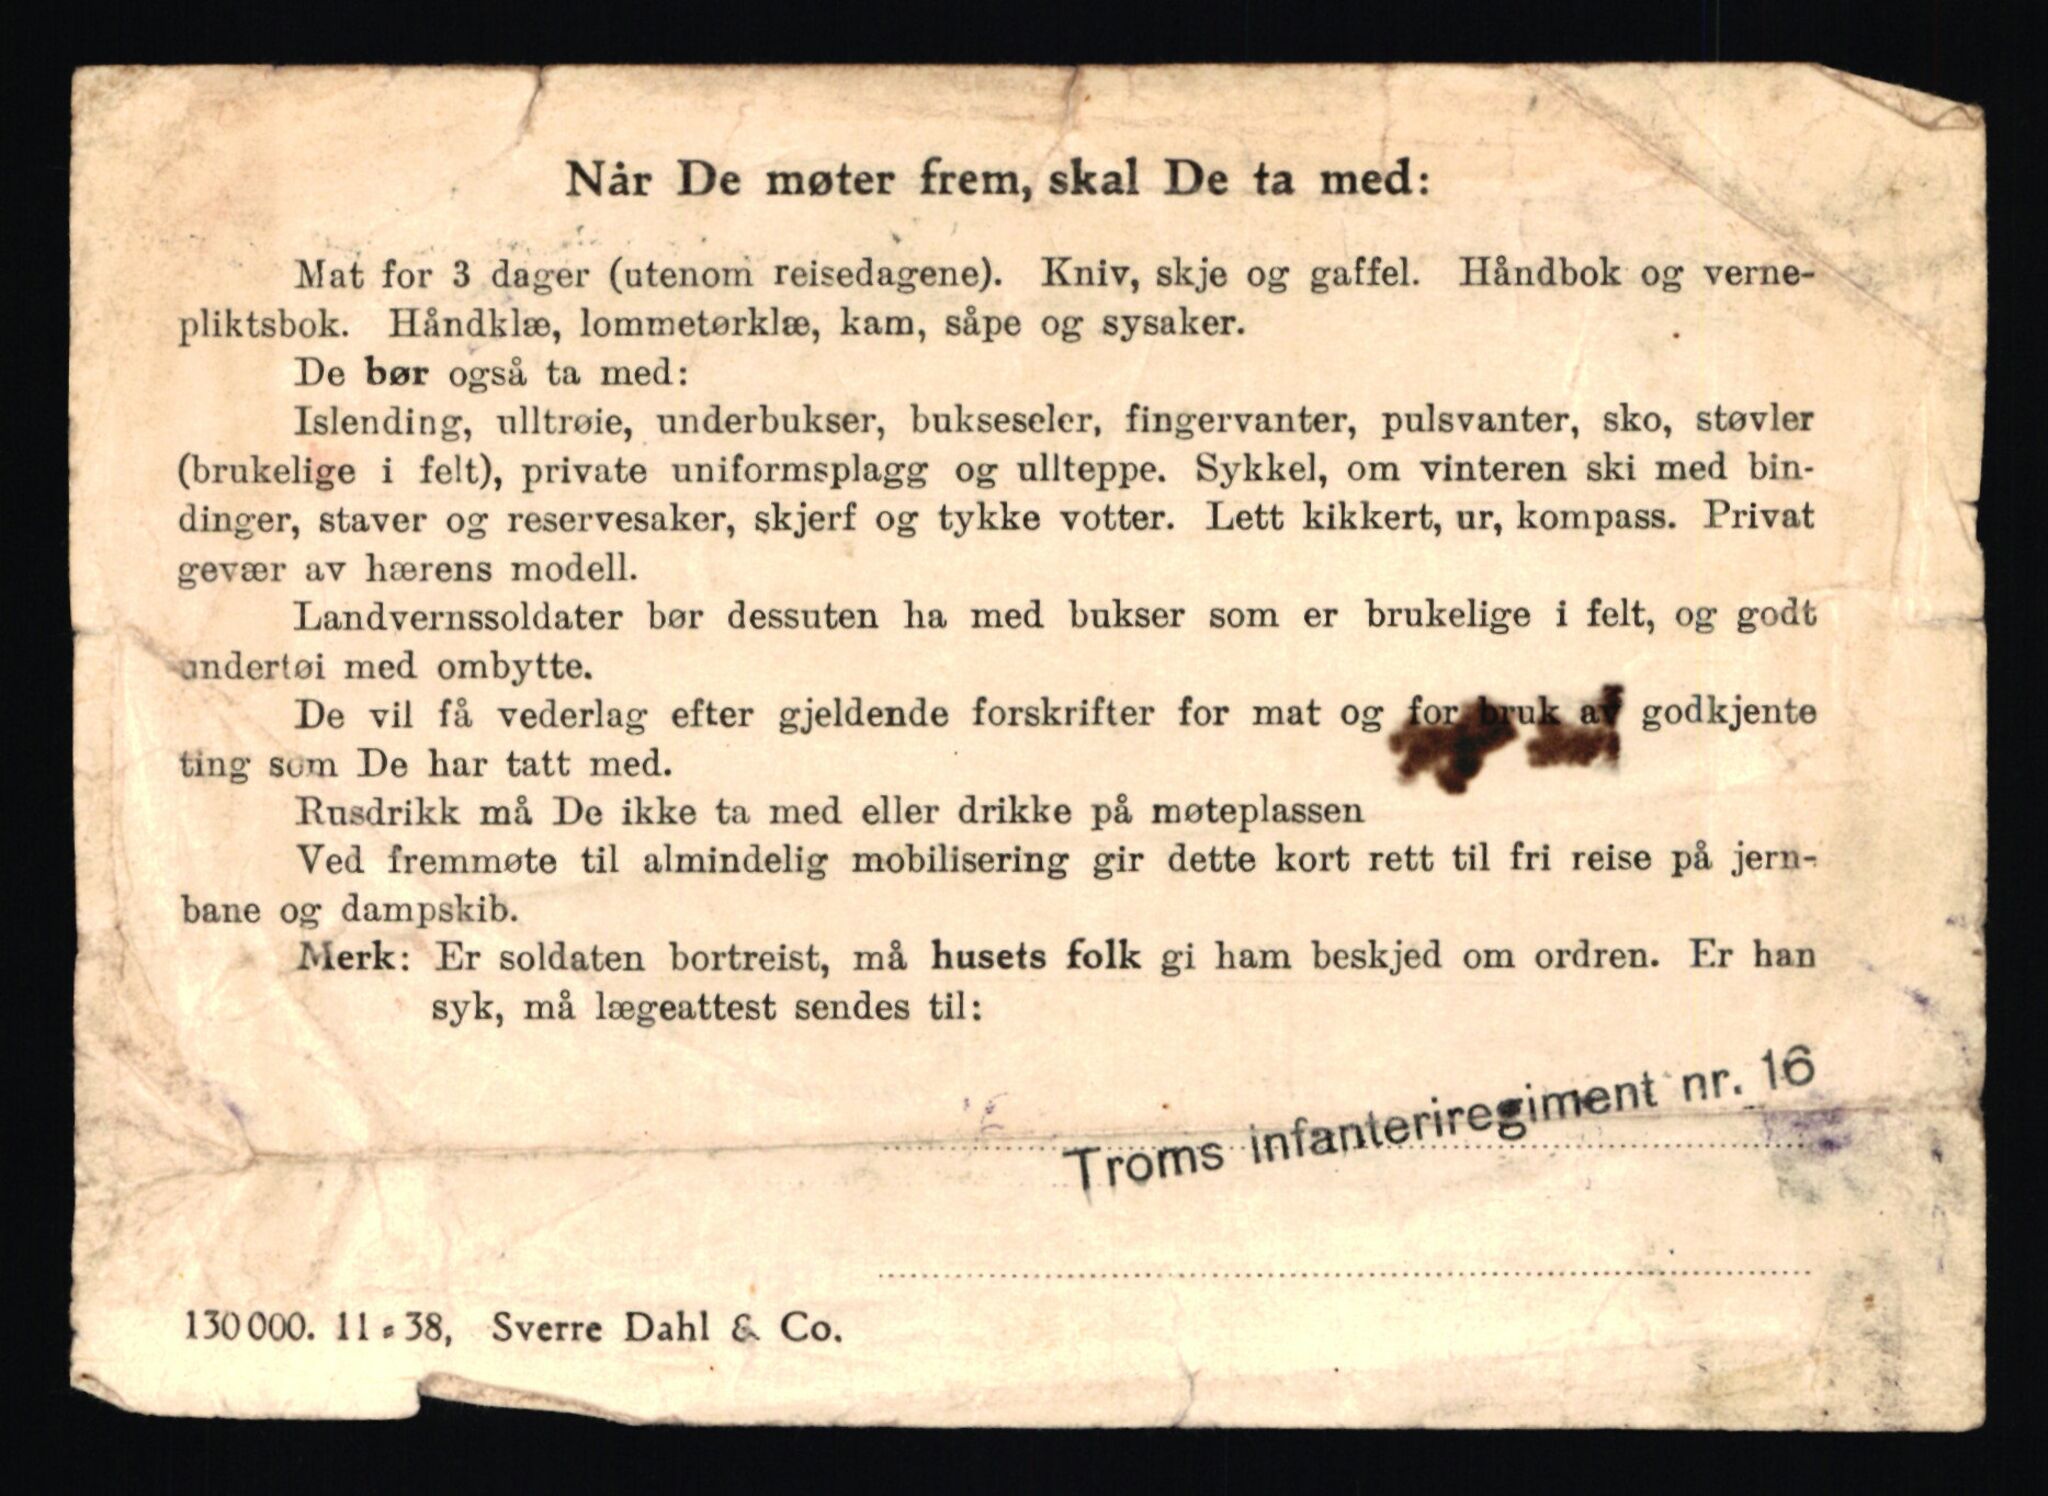 Når De møter frem, skal De ta med:
Mat for 3 dager (utenom reisedagene). Kniv, skje og gaffel. Håndbok og verne-
pliktsbok. Håndklæ, lommetørklæ, kam, såpe og sysaker.
De bør også ta med:
Islending, ulltrøie, underbukser, bukseseler, fingervanter, pulsvanter, sko, støvler
(brukelige i felt), private uniformsplagg og ullteppe. Sykkel, om vinteren ski med bin-
dinger, staver og reservesaker, skjerf og tykke votter. Lett kikkert, ur, kompass. Privat
gevær av hærens modell.
Landvernssoldater bør dessuten ha med bukser som er brukelige i felt, og godt
undertøi med ombytte.
De vil få vederlag efter gjeldende forskrifter for mat og for bruk av godkjente
ting som De har tatt med.
Rusdrikk må De ikke ta med eller drikke på møteplassen
Ved fremmøte til almindelig mobilisering gir dette kort rett til fri reise på jern-
bane og dampskib.
Merk: Er soldaten bortreist, må husets folk gi ham beskjed om ordren. Er han
syk, må lægeattest sendes til:
Troms infanteriregiment nr. 16
130 000. 11-38, Sverre Dahl & Co.